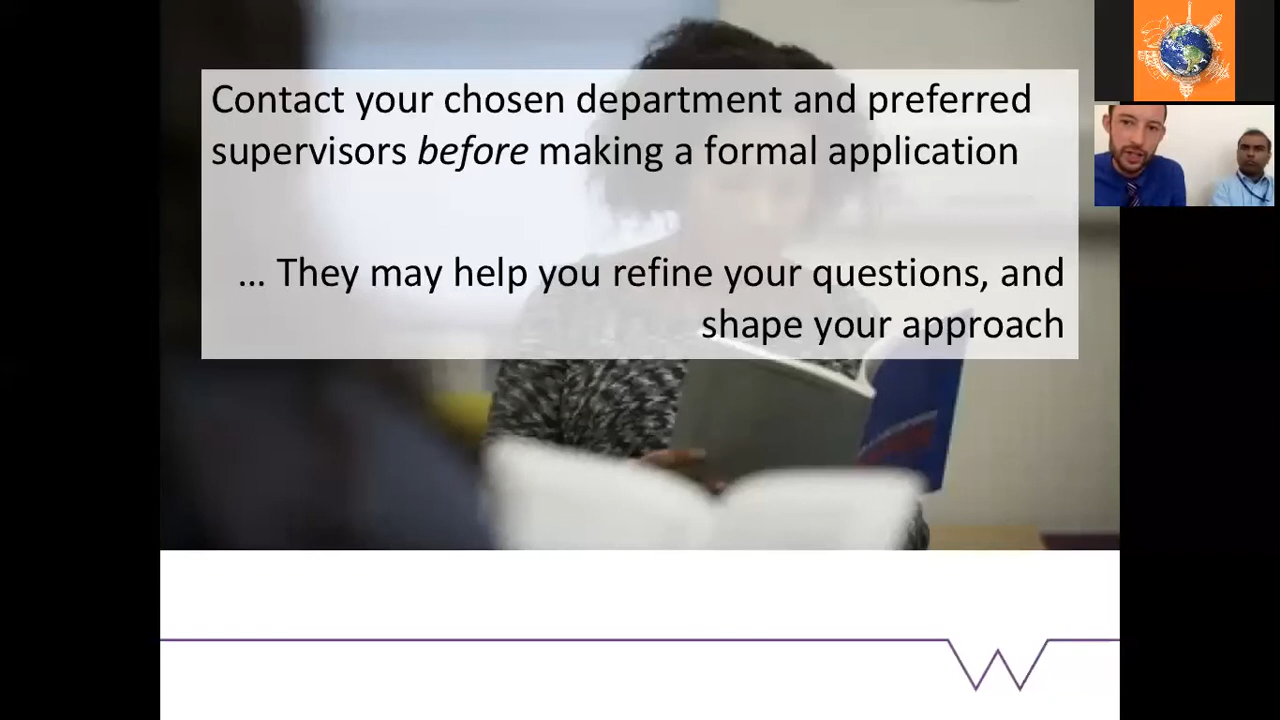 Contact your chosen department and preferred
supervisors before making a formal application
... They may help you refine your questions, and
shape your approach